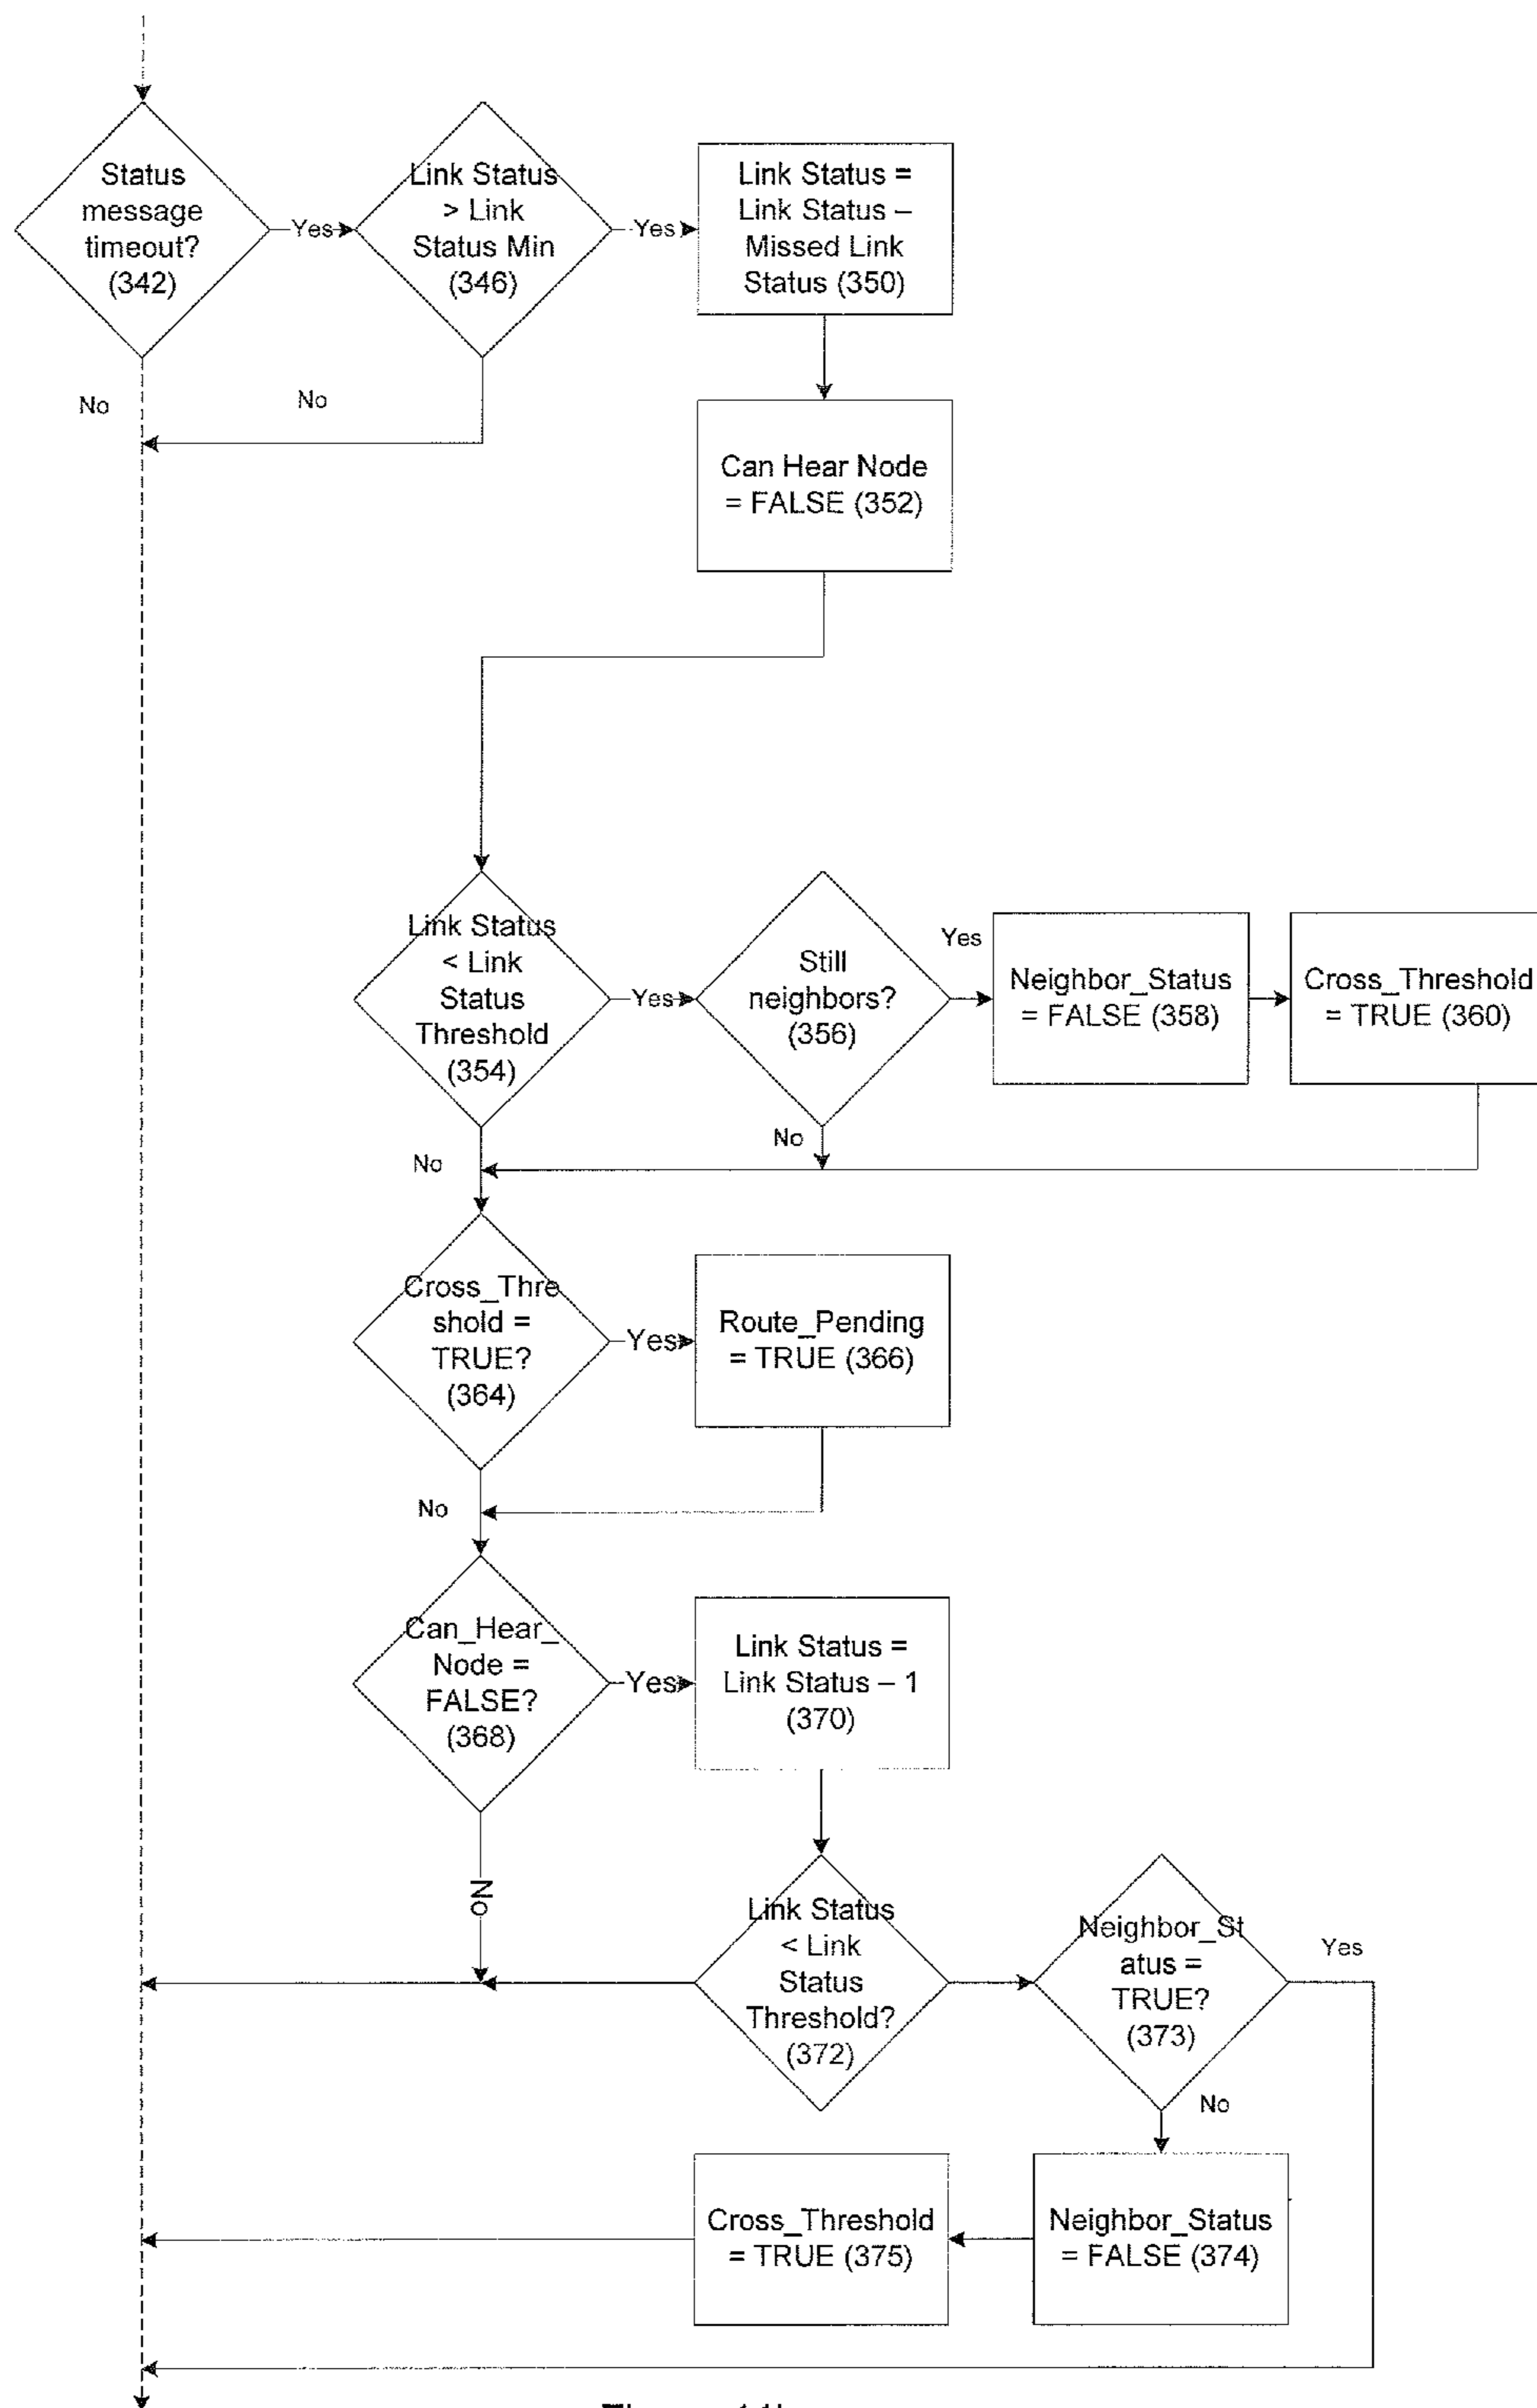 Status
message
timeout?
(342)
Yes
Link Status
> Link
Status Min
(346)
Yes
Link Status =
Link Status –
Missed Link
Status (350)
No
No
Can Hear Node
= FALSE (352)
Link Status
< Link
Status
Threshold
(354)
Yes
Still
neighbors?
(356)
Yes
Neighbor_Status
= FALSE (358)
Cross_Threshold
= TRUE (360)
No
No
Cross_Thre
shold =
TRUE?
(364)
Yes
Route_Pending
= TRUE (366)
No
Can_Hear_
Node =
FALSE?
(368)
Yes
Link Status =
Link Status – 1
(370)
No
Link Status
< Link
Status
Threshold?
(372)
Neighbor_St
atus =
TRUE?
(373)
Yes
No
Cross_Threshold
= TRUE (375)
Neighbor_Status
= FALSE (374)